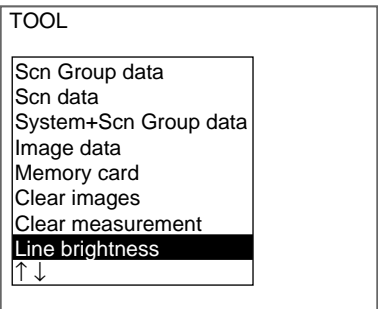 TOOL
Scn Group data
Scn data
System+Scn Group data
Image data
Memory card
Clear images
Clear measurement
Line brightness
↑↓